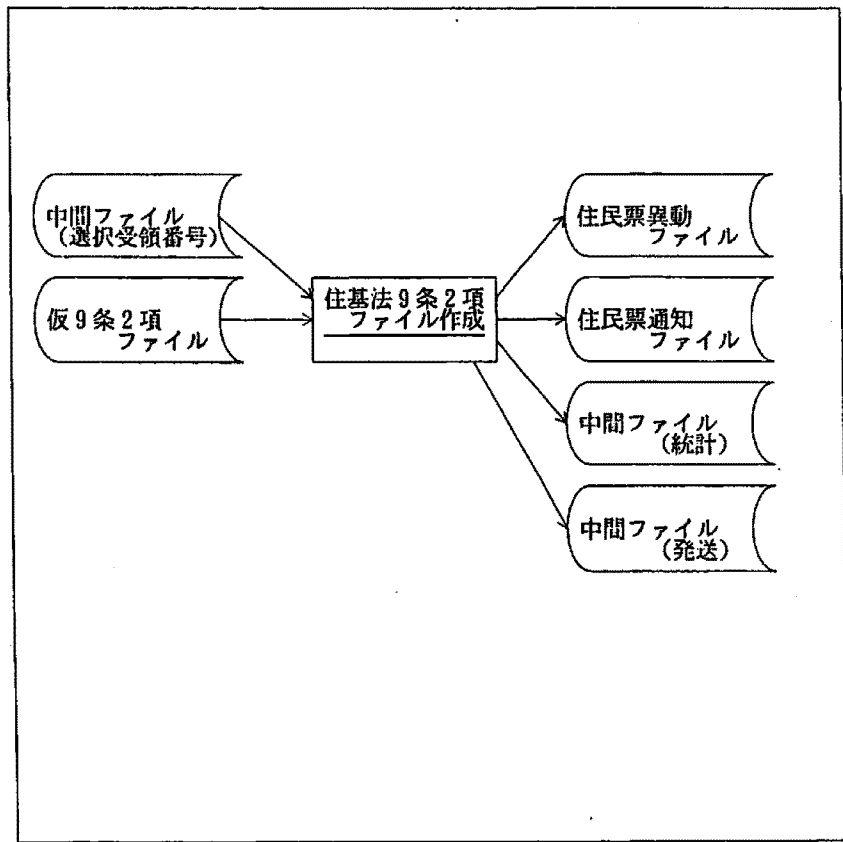 中間ファイル
(選択受領番号)
仮9条2項
ファイル
住基法9条2項
ファイル作成
住民票異動
ファイル
住民票通知
ファイル
中間ファイル
(統計)
中間ファイル
(発送)